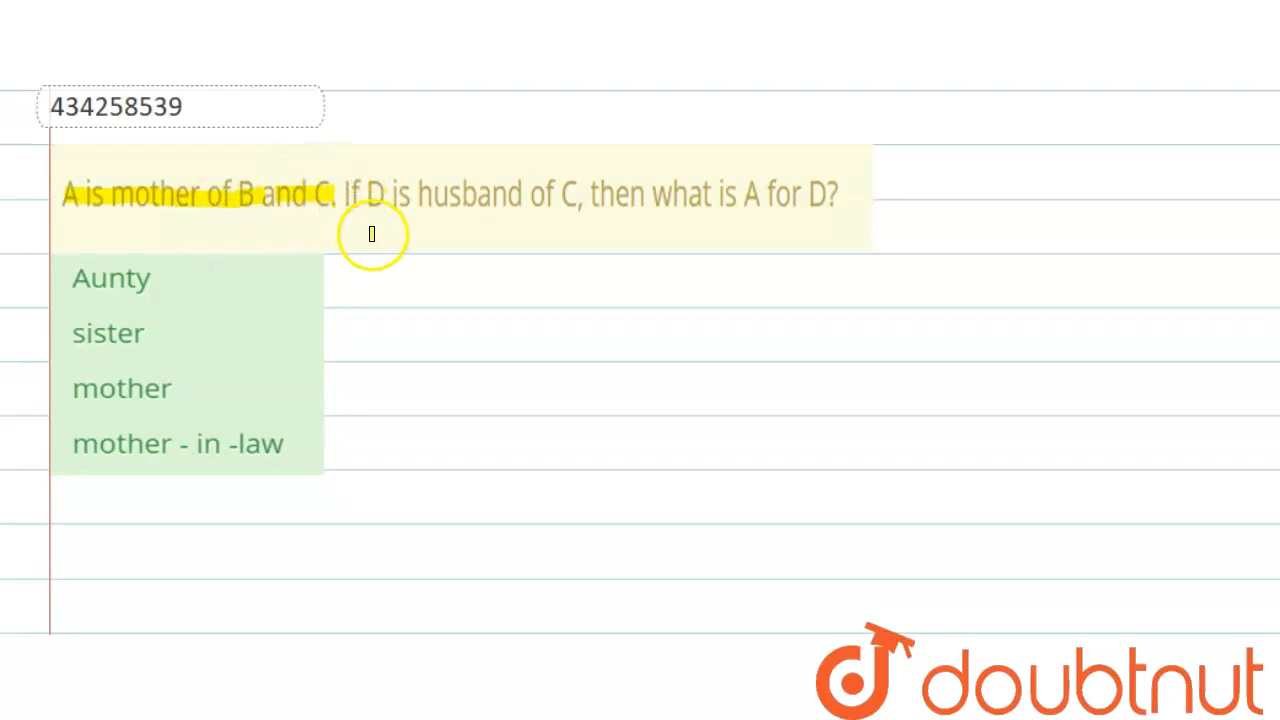 434258539
A is mother of B and C. If D is husband of C, then what is A for D?
Aunty
sister
mother
mother - in -law
doubtnut